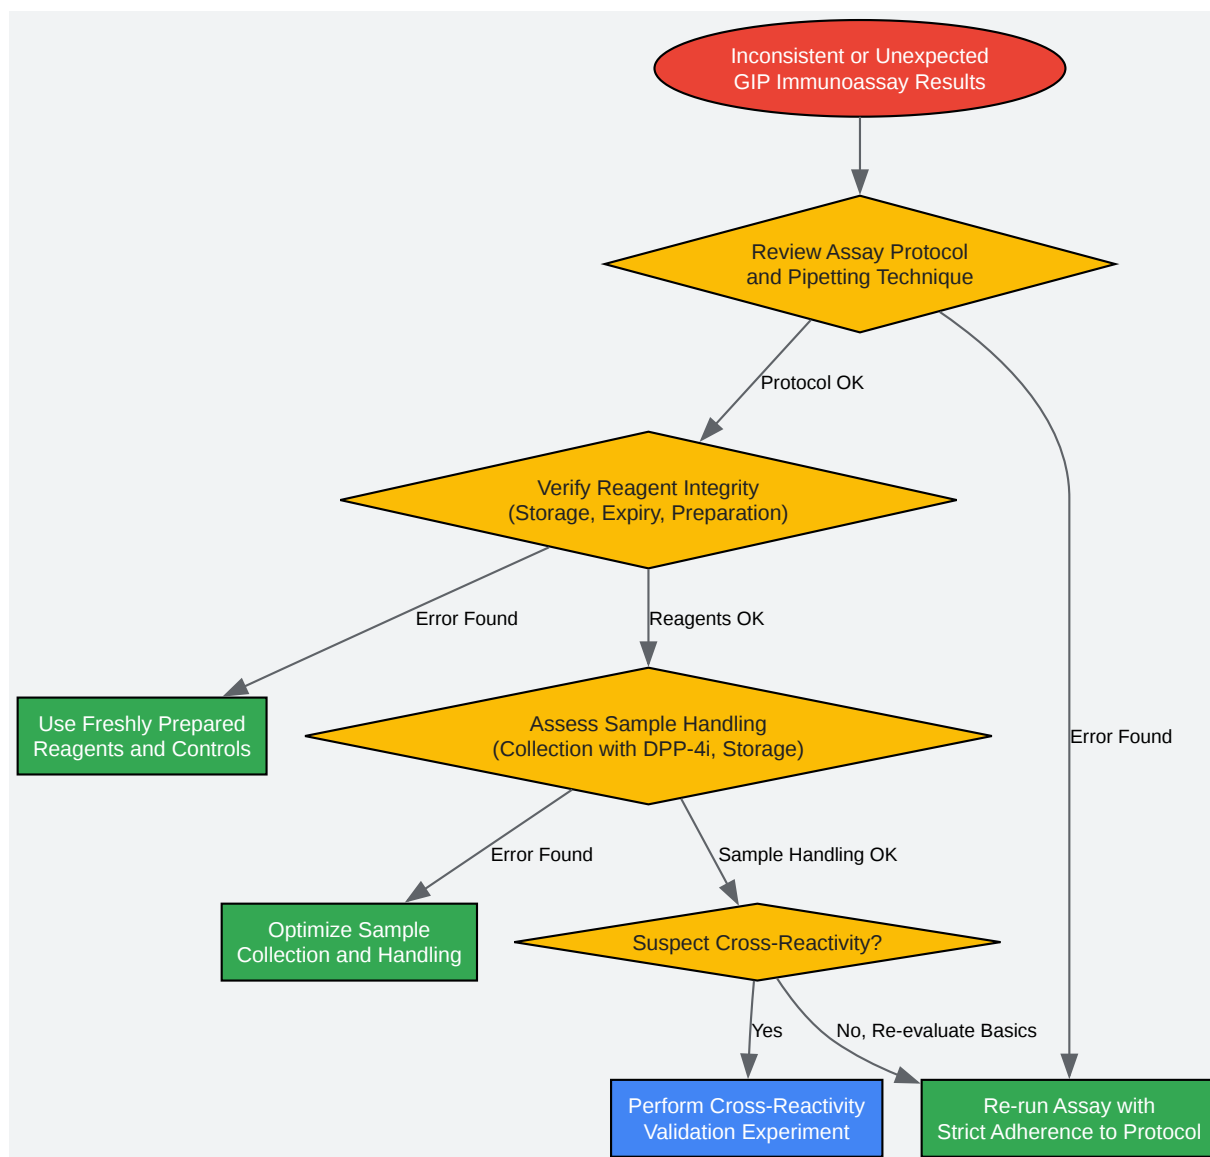 Inconsistent or Unexpected
GIP Immunoassay Results
Review Assay Protocol
and Pipetting Technique
Protocol OK
Verify Reagent Integrity
(Storage, Expiry, Preparation)
Error Found
Reagents OK
Use Freshly Prepared
Reagents and Controls
Assess Sample Handling
(Collection with DPP-4i, Storage)
Error Found
Error Found
Sample Handling OK
Optimize Sample
Collection and Handling
Suspect Cross-Reactivity?
Yes
No, Re-evaluate Basics
Perform Cross-Reactivity
Validation Experiment
Re-run Assay with
Strict Adherence to Protocol